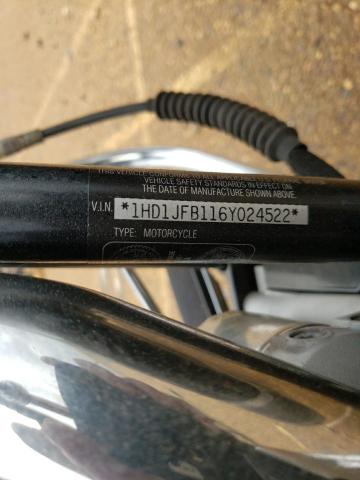 THIS VEHICLE CONFORMS TO ALL APPLICABLE
VEHICLE SAFETY STANDARDS IN EFFECT ON
THE DATE OF MANUFACTURE SHOWN ABOVE.
V.I.N. *1HD1JFB116Y024522*
TYPE: MOTORCYCLE